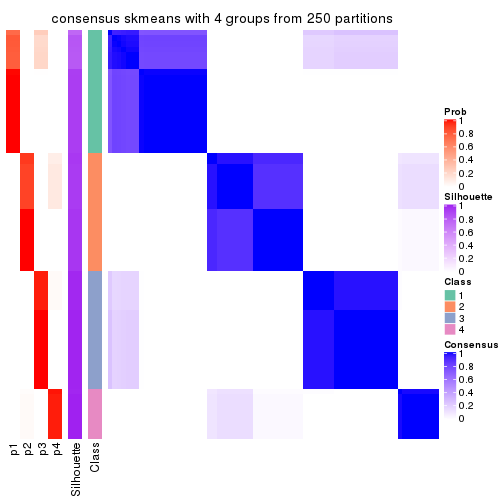 consensus skmeans with 4 groups from 250 partitions
Prob
1
0.8
0.6
0.4
0.2
0
Silhouette
1
0.8
0.6
0.4
0.2
0
Class
1
2
3
4
Consensus
1
0.8
0.6
0.4
0.2
0
p1
p2
p3
p4
Silhouette
Class